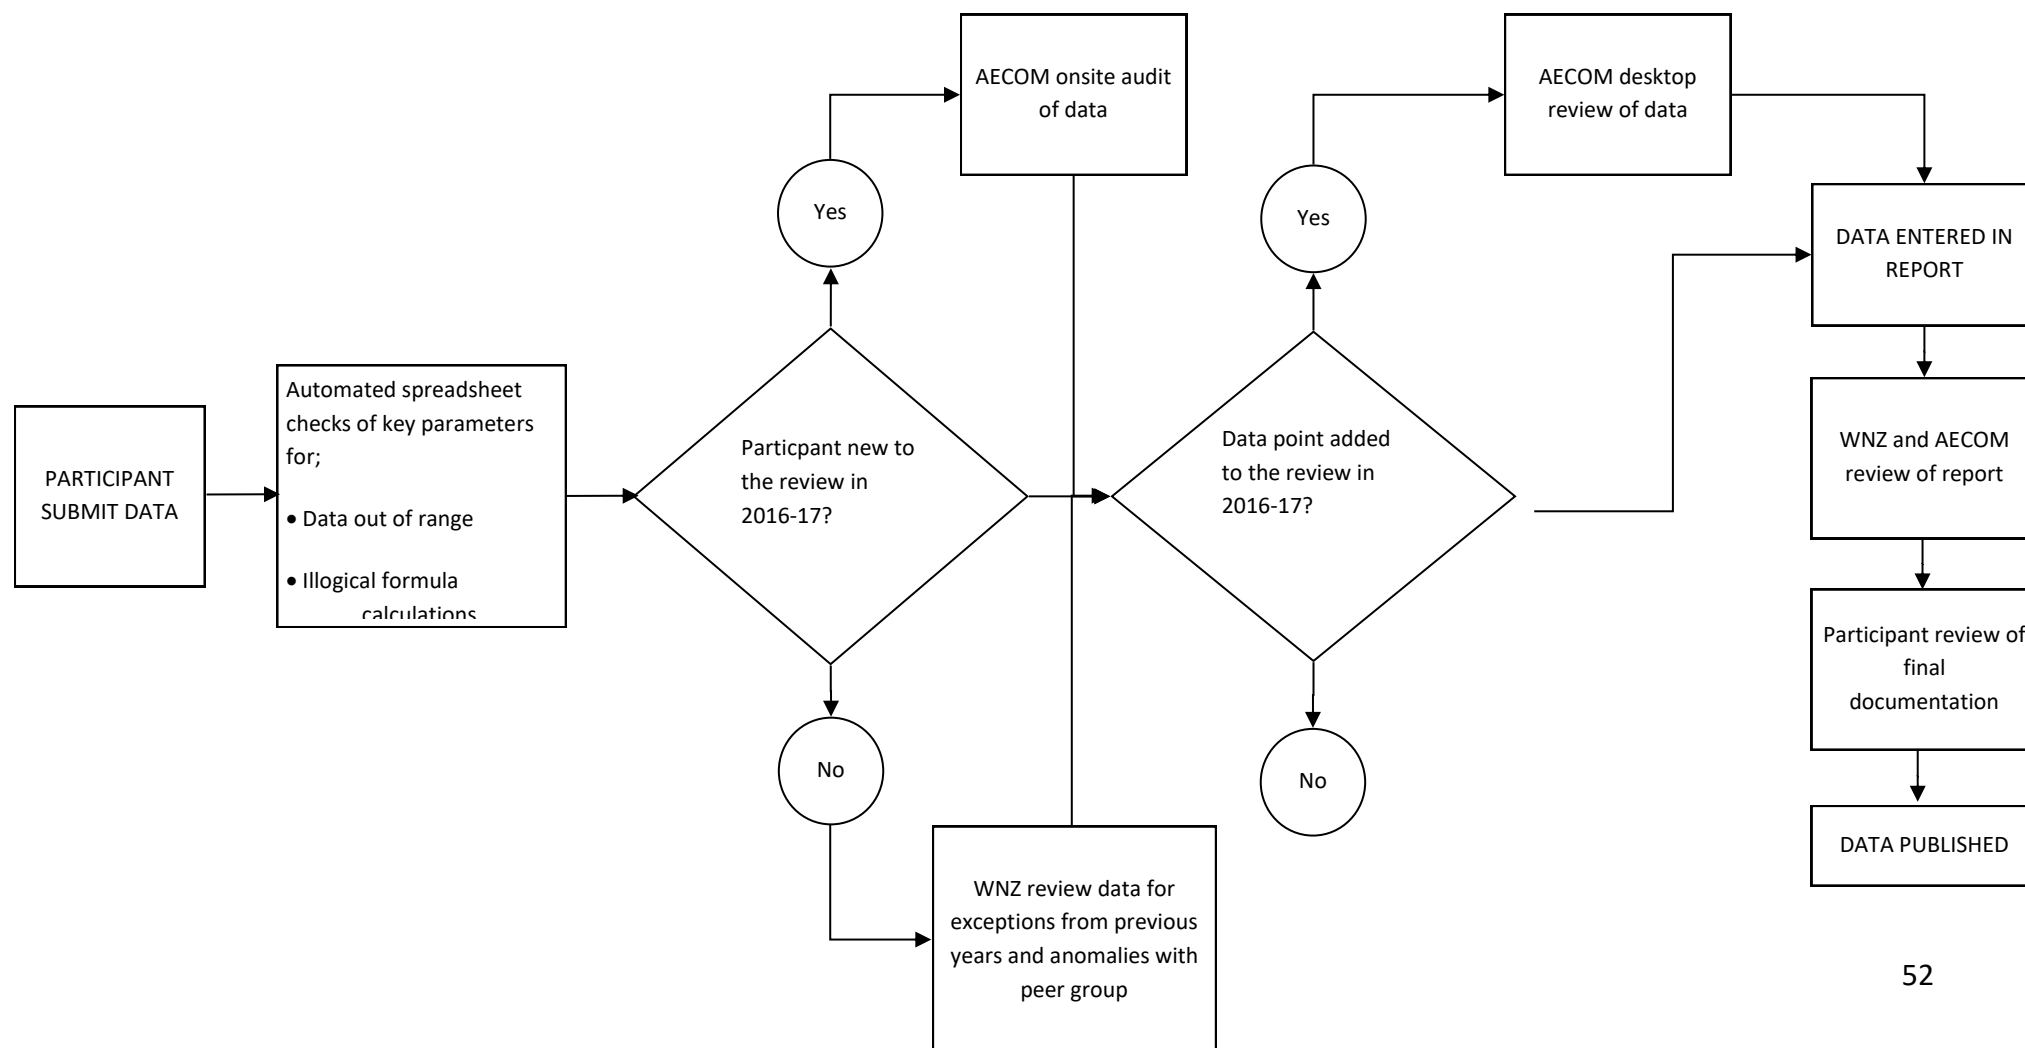 PARTICIPANT
SUBMIT DATA
Automated spreadsheet
checks of key parameters
for;
• Data out of range
• Illogical formula
calculations
Particpant new to
the review in
2016-17?
Yes
AECOM onsite audit
of data
No
WNZ review data for
exceptions from previous
years and anomalies with
peer group
Data point added
to the review in
2016-17?
Yes
AECOM desktop
review of data
No
DATA ENTERED IN
REPORT
WNZ and AECOM
review of report
Participant review of
final
documentation
DATA PUBLISHED
52